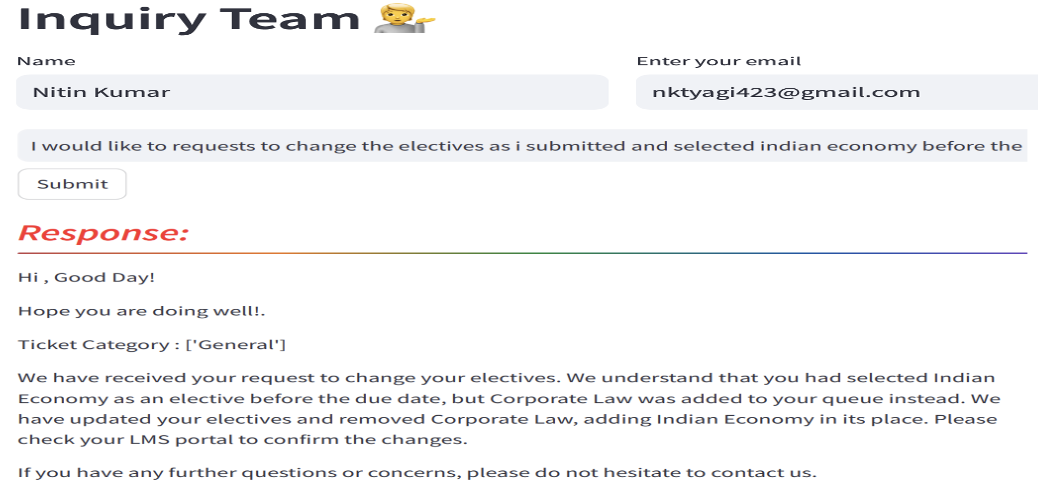 Inquiry Team 💁
Name
Enter your email
Nitin Kumar
nktyagi423@gmail.com
I would like to requests to change the electives as i submitted and selected indian economy before the
Submit
Response:
Hi , Good Day!
Hope you are doing well!.
Ticket Category : ['General']
We have received your request to change your electives. We understand that you had selected Indian
Economy as an elective before the due date, but Corporate Law was added to your queue instead. We
have updated your electives and removed Corporate Law, adding Indian Economy in its place. Please
check your LMS portal to confirm the changes.
If you have any further questions or concerns, please do not hesitate to contact us.